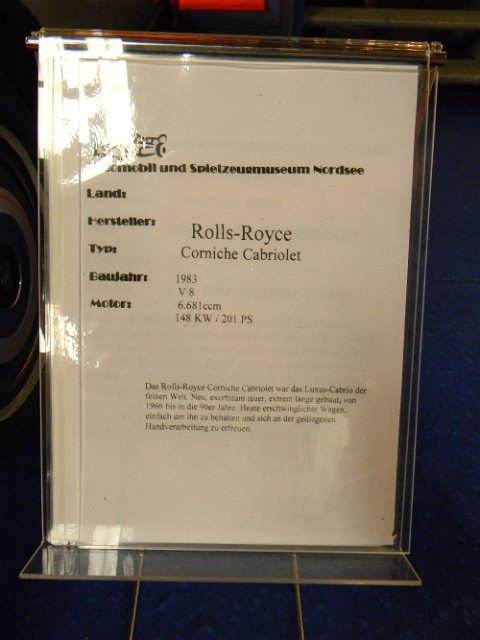 Automobil und Spielzeugmuseum Nordsee
Land:
Hersteller:
Rolls-Royce
Typ:
Corniche Cabriolet
Baujahr:
1983
V 8
Motor:
6.681ccm
148 KW / 201 PS
Das Rolls-Royce Corniche Cabriolet war das Luxus-Cabrio der
feinen Welt. Neu, exorbitant teuer, extrem lange gebaut, von
1966 bis in die 90er Jahre. Heute erschwinglicher Wagen,
einfach um ihn zu behalten und sich an der gediegenen
Handverarbeitung zu erfreuen.